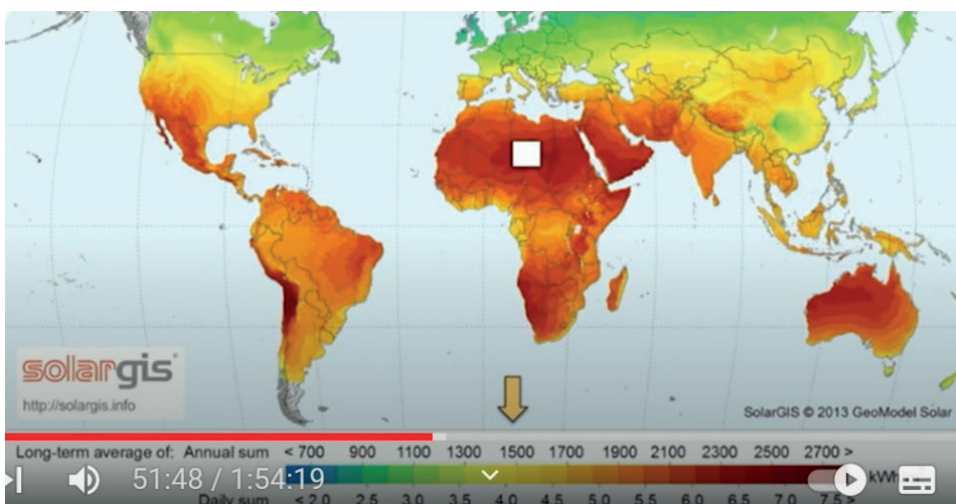 solargis
http://solargis.info
SolarGIS © 2013 GeoModel Solar
Long-term average of: Annual sum < 700 900 1100 1300 1500 1700 1900 2100 2300 2500 2700 >
51:48 / 1:54:19
kWh
Daily sum < 2.0 2.5 3.0 3.5 4.0 4.5 5.0 5.5 6.0 6.5 7.0 7.5 >